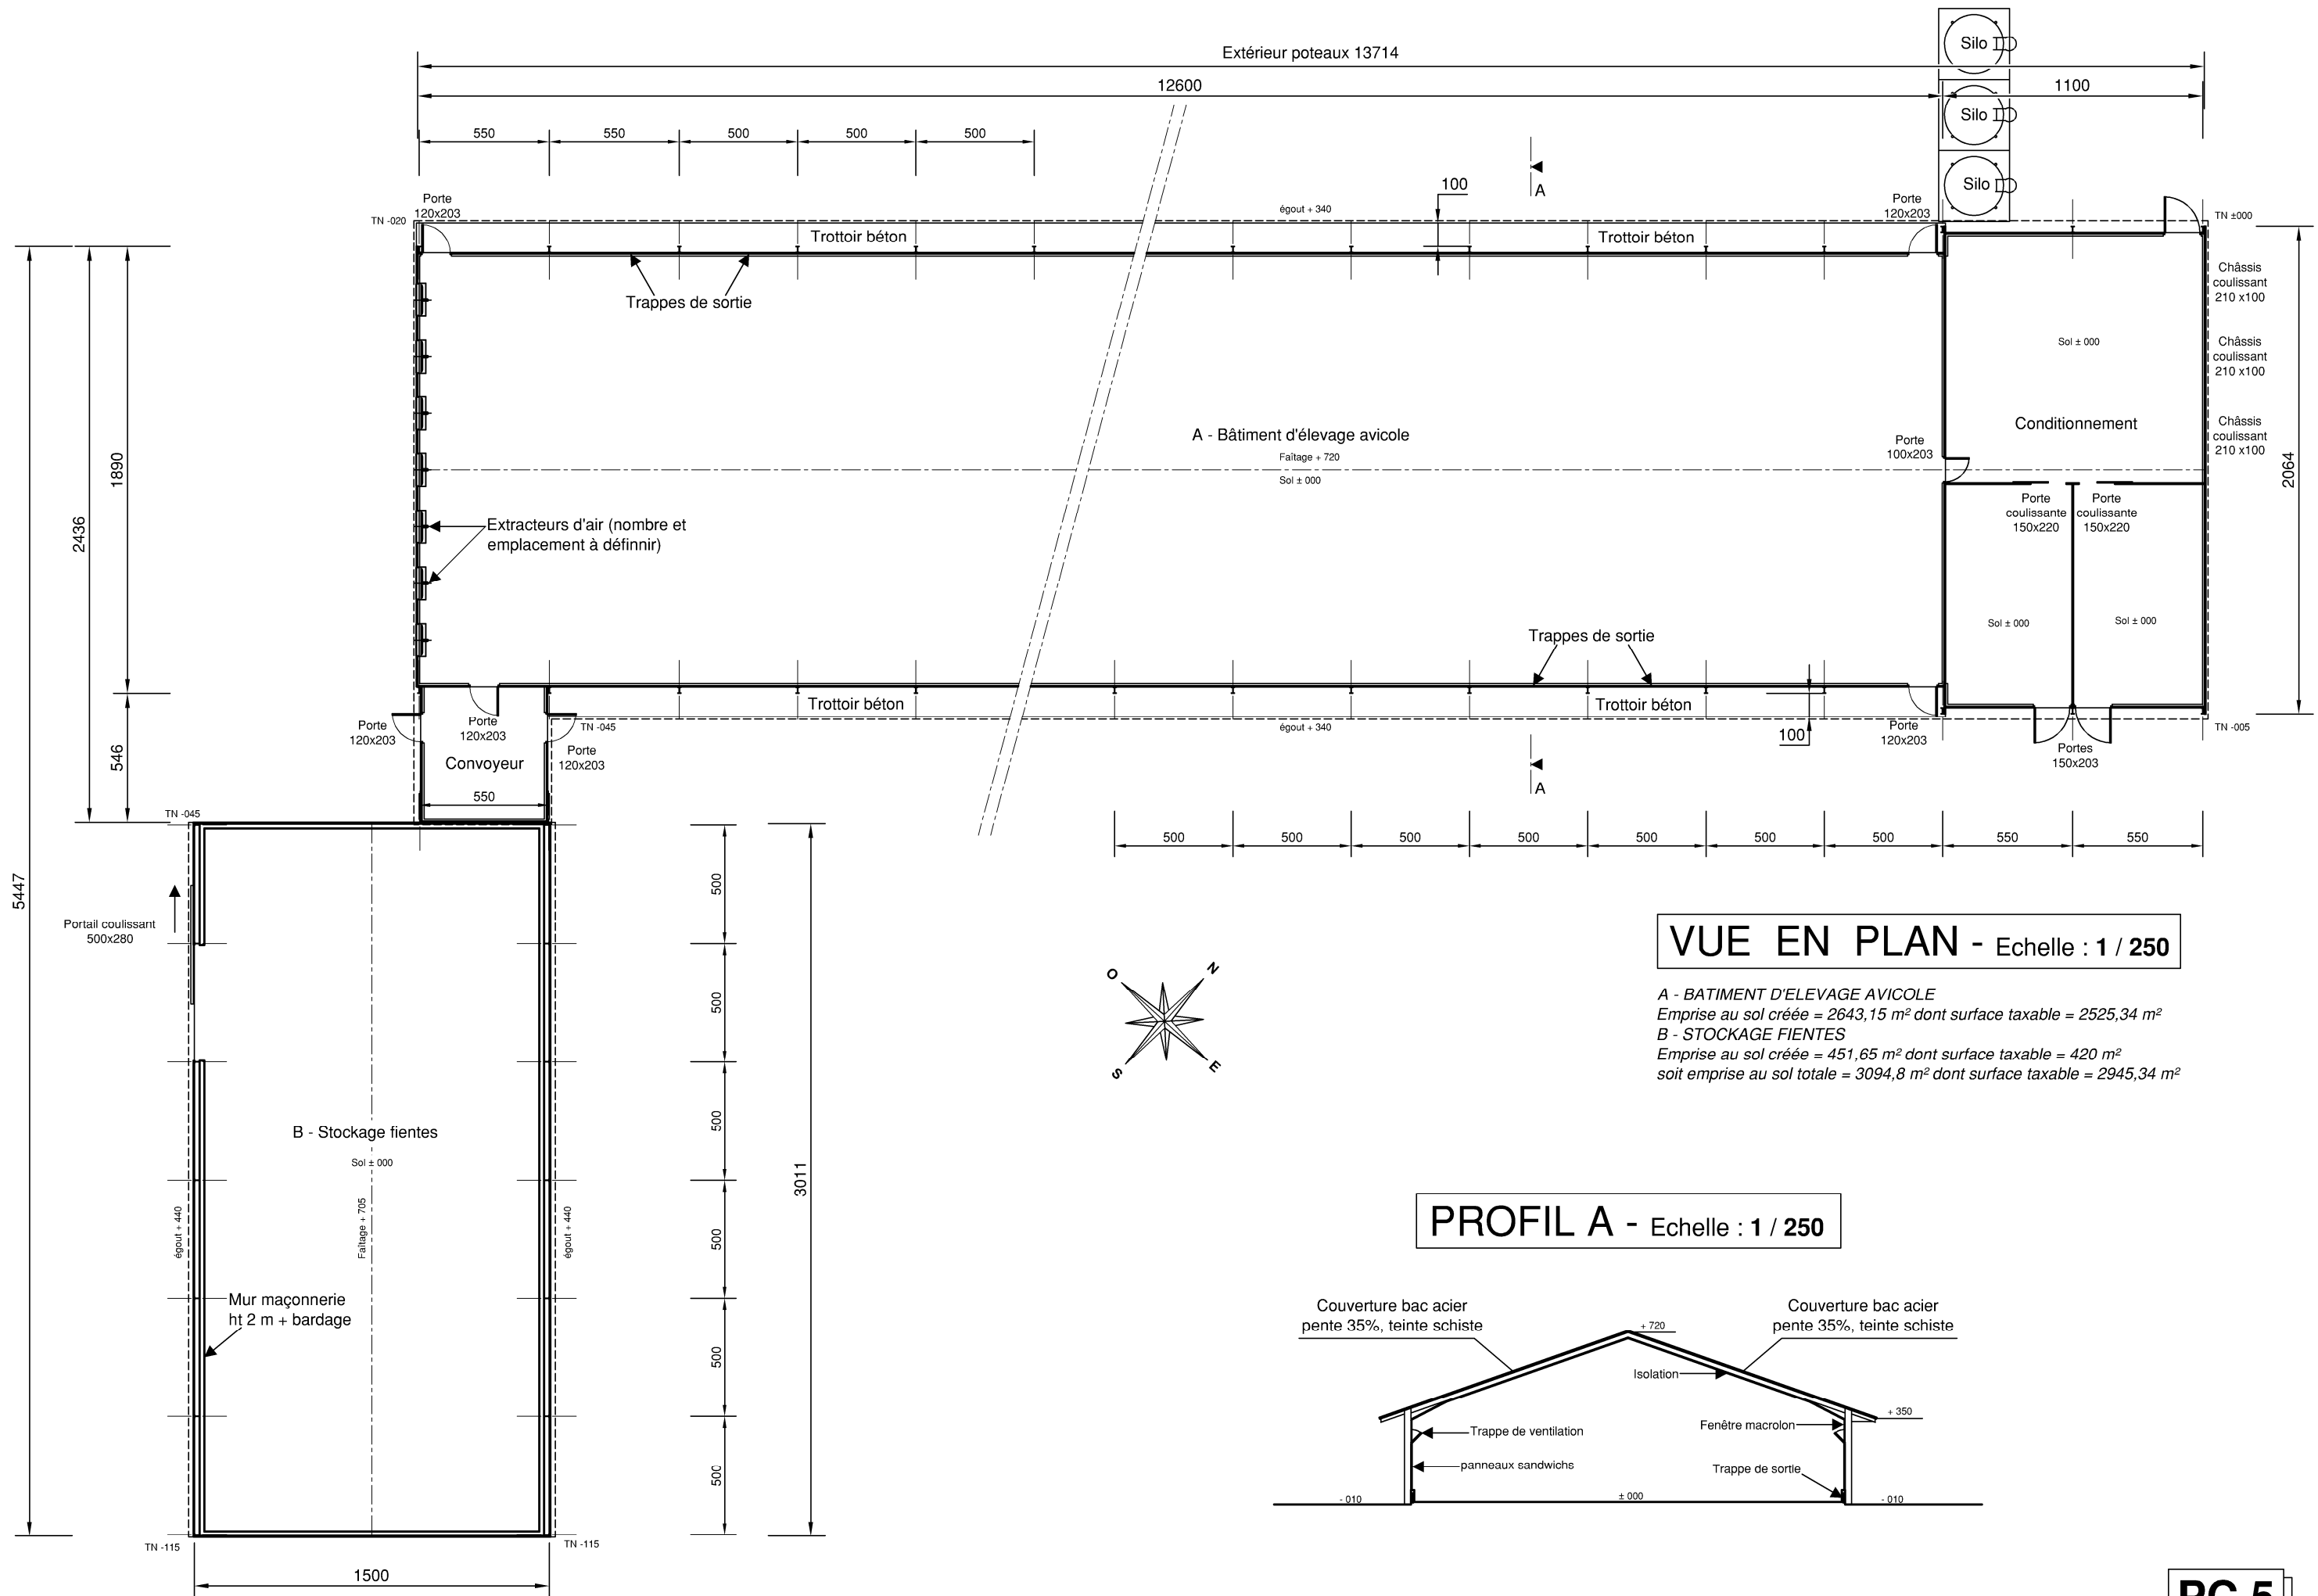 Silo
Extérieur poteaux 13714
12600
1100
Silo
550
550
500
500
500
Silo
100
A
Porte
120x203
TN -020
égout + 340
Porte
120x203
TN ±000
Trottoir béton
Trottoir béton
Trappes de sortie
Châssis
coulissant
210 x100
Sol ± 000
Châssis
coulissant
210 x100
Conditionnement
Châssis
coulissant
210 x100
A - Bâtiment d'élevage avicole
Faîtage + 720
Sol ± 000
Porte
100x203
1890
2436
2064
5447
Extracteurs d'air (nombre et
emplacement à définnir)
Porte
coulissante
150x220
Porte
coulissante
150x220
Sol ± 000
Sol ± 000
Trappes de sortie
Trottoir béton
Trottoir béton
Porte
120x203
Porte
120x203
TN -045
Porte
120x203
égout + 340
100
Porte
120x203
TN -005
Portes
150x203
546
Convoyeur
550
A
TN -045
500
500
500
500
500
500
500
550
550
Portail coulissant
500x280
500
500
500
500
500
500
3011
B - Stockage fientes
Sol ± 000
Faîtage + 705
égout + 440
égout + 440
Mur maçonnerie
ht 2 m + bardage
TN -115
TN -115
1500
O
N
S
E
VUE EN PLAN - Echelle : 1 / 250
A - BATIMENT D'ELEVAGE AVICOLE
Emprise au sol créée = 2643,15 m² dont surface taxable = 2525,34 m²
B - STOCKAGE FIENTES
Emprise au sol créée = 451,65 m² dont surface taxable = 420 m²
soit emprise au sol totale = 3094,8 m² dont surface taxable = 2945,34 m²
PROFIL A - Echelle : 1 / 250
Couverture bac acier
pente 35%, teinte schiste
Couverture bac acier
pente 35%, teinte schiste
+ 720
Isolation
+ 350
Trappe de ventilation
Fenêtre macrolon
panneaux sandwichs
Trappe de sortie
- 010
± 000
- 010
PC 5